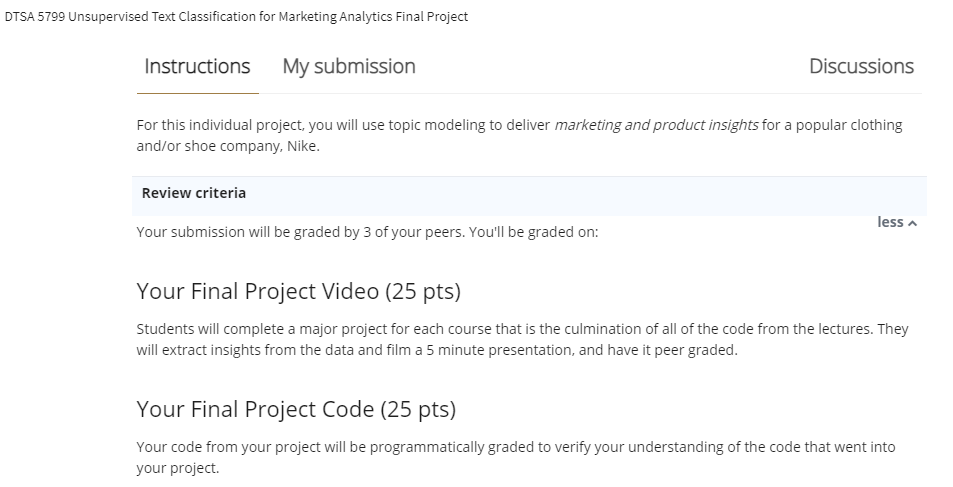 DTSA 5799 Unsupervised Text Classification for Marketing Analytics Final Project
Instructions My submission Discussions
For this individual project, you will use topic modeling to deliver marketing and product insights for a popular clothing
and/or shoe company, Nike.
Review criteria
less
Your submission will be graded by 3 of your peers. You'll be graded on:
Your Final Project Video (25 pts)
Students will complete a major project for each course that is the culmination of all of the code from the lectures. They
will extract insights from the data and film a 5 minute presentation, and have it peer graded.
Your Final Project Code (25 pts)
Your code from your project will be programmatically graded to verify your understanding of the code that went into
your project.